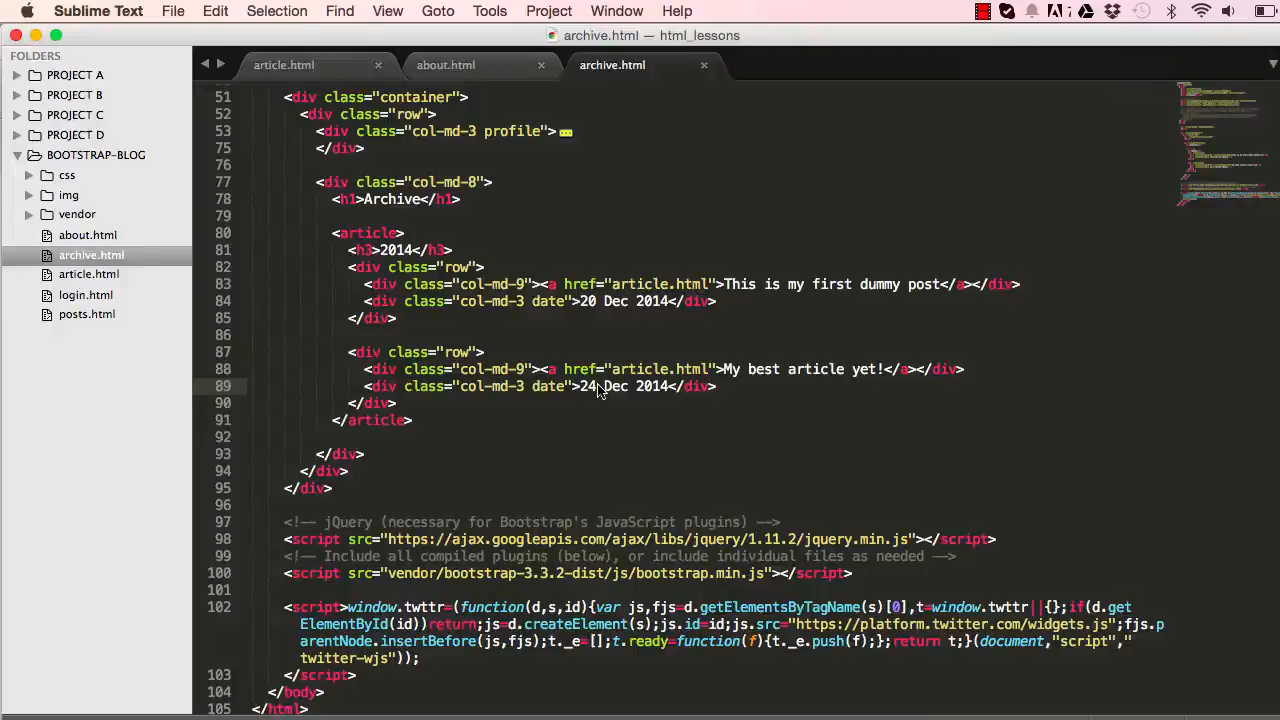 Sublime Text File Edit Selection Find View Goto Tools Project Window Help
archive.html — html_lessons
FOLDERS
PROJECT A
PROJECT B
PROJECT C
PROJECT D
BOOTSTRAP-BLOG
css
img
vendor
about.html
archive.html
article.html
login.html
posts.html
article.html × about.html × archive.html ×
51 <div class="container">
52 <div class="row">
53 <div class="col-md-3 profile">
75 </div>
76
77 <div class="col-md-8">
78 <h1>Archive</h1>
79
80 <article>
81 <h3>2014</h3>
82 <div class="row">
83 <div class="col-md-9"><a href="article.html">This is my first dummy post</a></div>
84 <div class="col-md-3 date">20 Dec 2014</div>
85 </div>
86
87 <div class="row">
88 <div class="col-md-9"><a href="article.html">My best article yet!</a></div>
89 <div class="col-md-3 date">24 Dec 2014</div>
90 </div>
91 </article>
92
93 </div>
94 </div>
95 </div>
96
97 <!-- jQuery (necessary for Bootstrap's JavaScript plugins) -->
98 <script src="https://ajax.googleapis.com/ajax/libs/jquery/1.11.2/jquery.min.js"></script>
99 <!-- Include all compiled plugins (below), or include individual files as needed -->
100 <script src="vendor/bootstrap-3.3.2-dist/js/bootstrap.min.js"></script>
101
102 <script>window.twttr=(function(d,s,id){var js,fjs=d.getElementsByTagName(s)[0],t=window.twttr||{};if(d.get
ElementById(id))return;js=d.createElement(s);js.id=id;js.src="https://platform.twitter.com/widgets.js";fjs.p
arentNode.insertBefore(js,fjs);t._e=[];t.ready=function(f){t._e.push(f);};return t;}(document,"script","
twitter-wjs"));
103 </script>
104 </body>
105 </html>